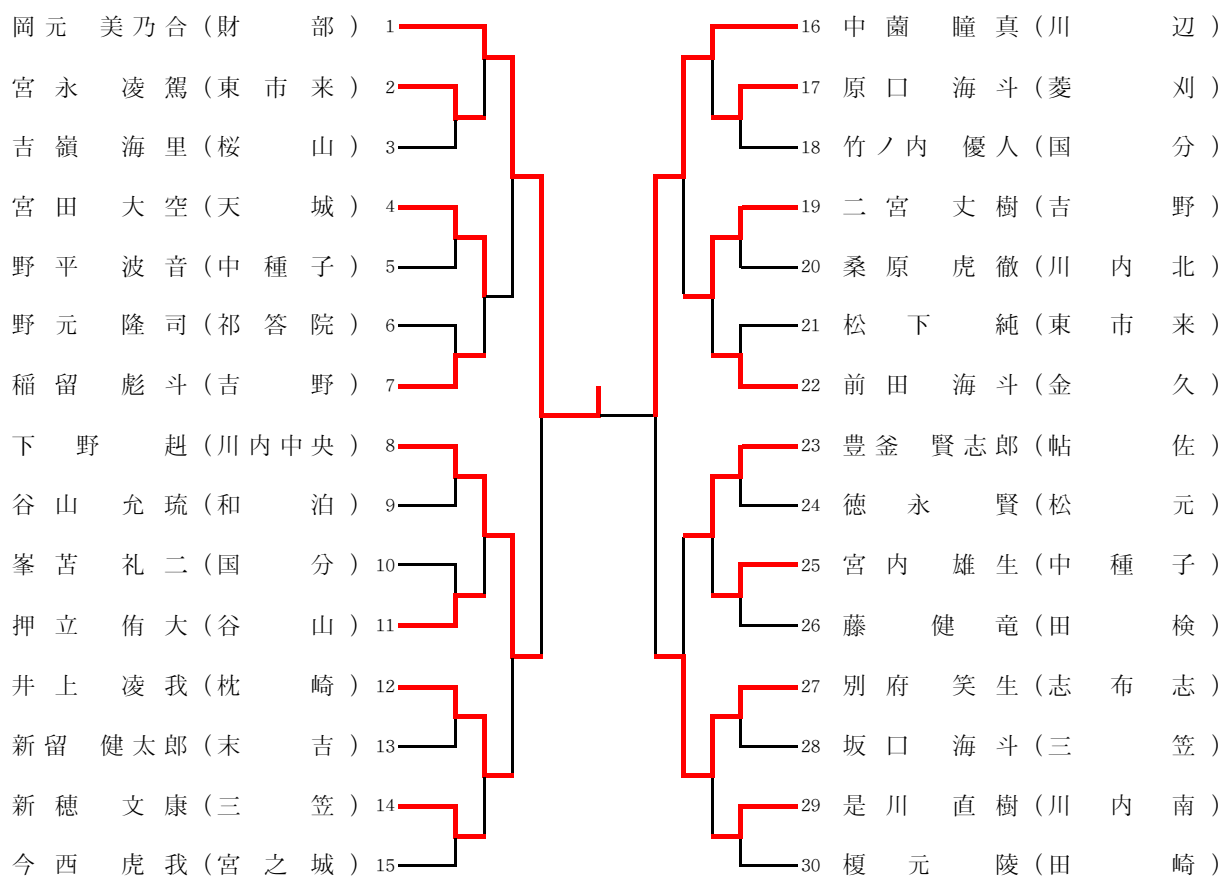 岡元 美乃合(財部) 1
宮永 凌駕(東市来) 2
吉嶺 海里(桜山) 3
宮田 大空(天城) 4
野平 波音(中種子) 5
野元 隆司(祁答院) 6
稲留 彪斗(吉野) 7
下野 赳(川内中央) 8
谷山 允琉(和泊) 9
峯苫 礼二(国分) 10
押立 侑大(谷山) 11
井上 凌我(枕崎) 12
新留 健太郎(末吉) 13
新穂 文康(三笠) 14
今西 虎我(宮之城) 15
16 中薗 瞳真(川辺)
17 原口 海斗(菱刈)
18 竹ノ内 優人(国分)
19 二宮 丈樹(吉野)
20 桑原 虎徹(川内北)
21 松下 純(東市来)
22 前田 海斗(金久)
23 豊釜 賢志郎(帖佐)
24 徳永 賢(松元)
25 宮内 雄生(中種子)
26 藤 健竜(田検)
27 別府 笑生(志布志)
28 坂口 海斗(三笠)
29 是川 直樹(川内南)
30 榎元 陵(田崎)